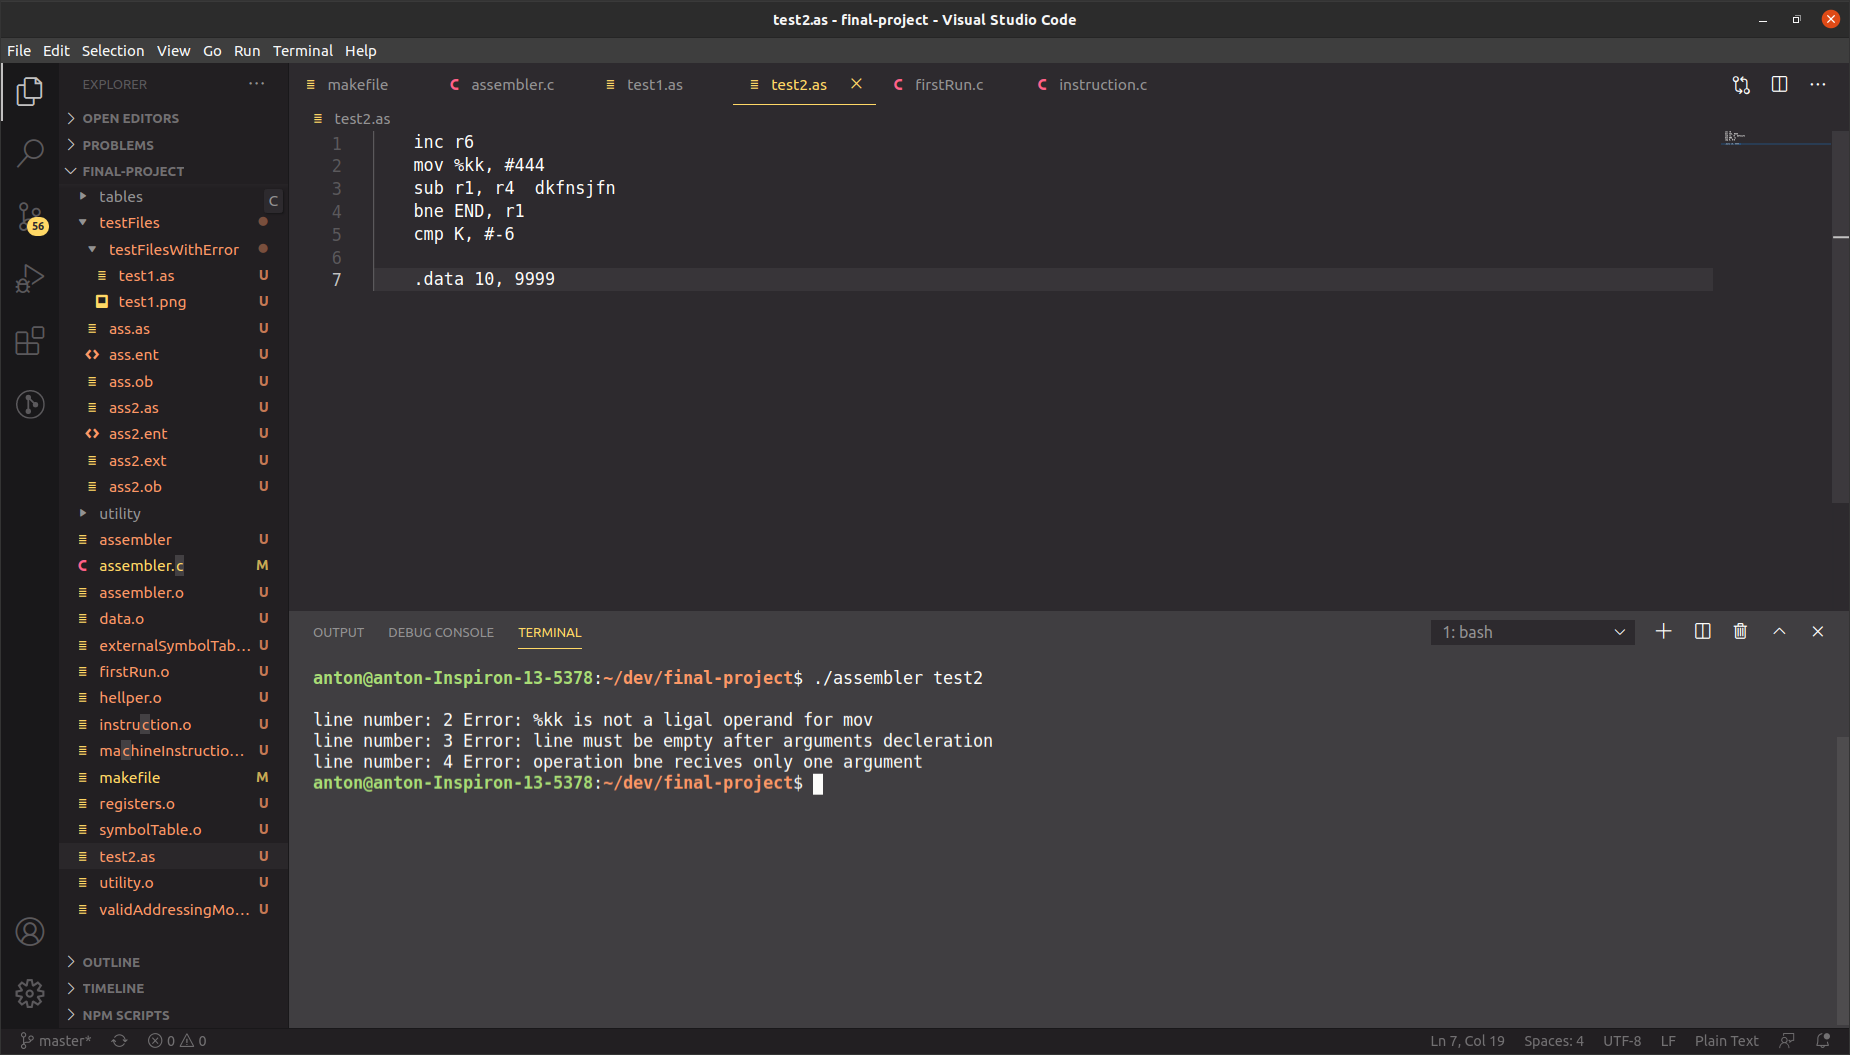 test2.as - final-project - Visual Studio Code
File Edit Selection View Go Run Terminal Help
EXPLORER
OPEN EDITORS
PROBLEMS
FINAL-PROJECT
tables C
testFiles
testFilesWithError
test1.as U
test1.png U
ass.as U
ass.ent U
ass.ob U
ass2.as U
ass2.ent U
ass2.ext U
ass2.ob U
utility
assembler U
assembler.c M
assembler.o U
data.o U
externalSymbolTab... U
firstRun.o U
hellper.o U
instruction.o U
machineInstructio... U
makefile M
registers.o U
symbolTable.o U
test2.as U
utility.o U
validAddressingMo... U
OUTLINE
TIMELINE
NPM SCRIPTS
56
makefile C assembler.c test1.as test2.as C firstRun.c C instruction.c
test2.as
1 inc r6
2 mov %kk, #444
3 sub r1, r4 dkfnsjfn
4 bne END, r1
5 cmp K, #-6
6
7 .data 10, 9999
OUTPUT DEBUG CONSOLE TERMINAL 1: bash
anton@anton-Inspiron-13-5378:~/dev/final-project$ ./assembler test2
line number: 2 Error: %kk is not a ligal operand for mov
line number: 3 Error: line must be empty after arguments decleration
line number: 4 Error: operation bne recives only one argument
anton@anton-Inspiron-13-5378:~/dev/final-project$
master* 0 0 Ln 7, Col 19 Spaces: 4 UTF-8 LF Plain Text